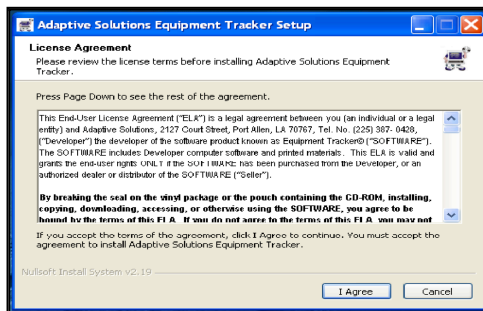 Adaptive Solutions Equipment Tracker Setup
License Agreement
Please review the license terms before installing Adaptive Solutions Equipment
Tracker.
Press Page Down to see the rest of the agreement.
This End-User License Agreement ("ELA") is a legal agreement between you (an individual or a legal
entity) and Adaptive Solutions, 2127 Court Street, Port Allen, LA 70767, Tel. No. (225) 387- 0428,
("Developer") the developer of the software product known as Equipment Tracker© ("SOFTWARE").
The SOFTWARE includes Developer computer software and printed materials. This ELA is valid and
grants the end-user rights ONLY if the SOFTWARE has been purchased from the Developer, or an
authorized dealer or distributor of the SOFTWARE ("Seller").
By breaking the seal on the vinyl package or the pouch containing the CD-ROM, installing,
copying, downloading, accessing, or otherwise using the SOFTWARE, you agree to be
bound by the terms of this ELA. If you do not agree to the terms of this ELA, you may not
If you accept the terms of the agreement, click I Agree to continue. You must accept the
agreement to install Adaptive Solutions Equipment Tracker.
Nullsoft Install System v2.19
I Agree
Cancel